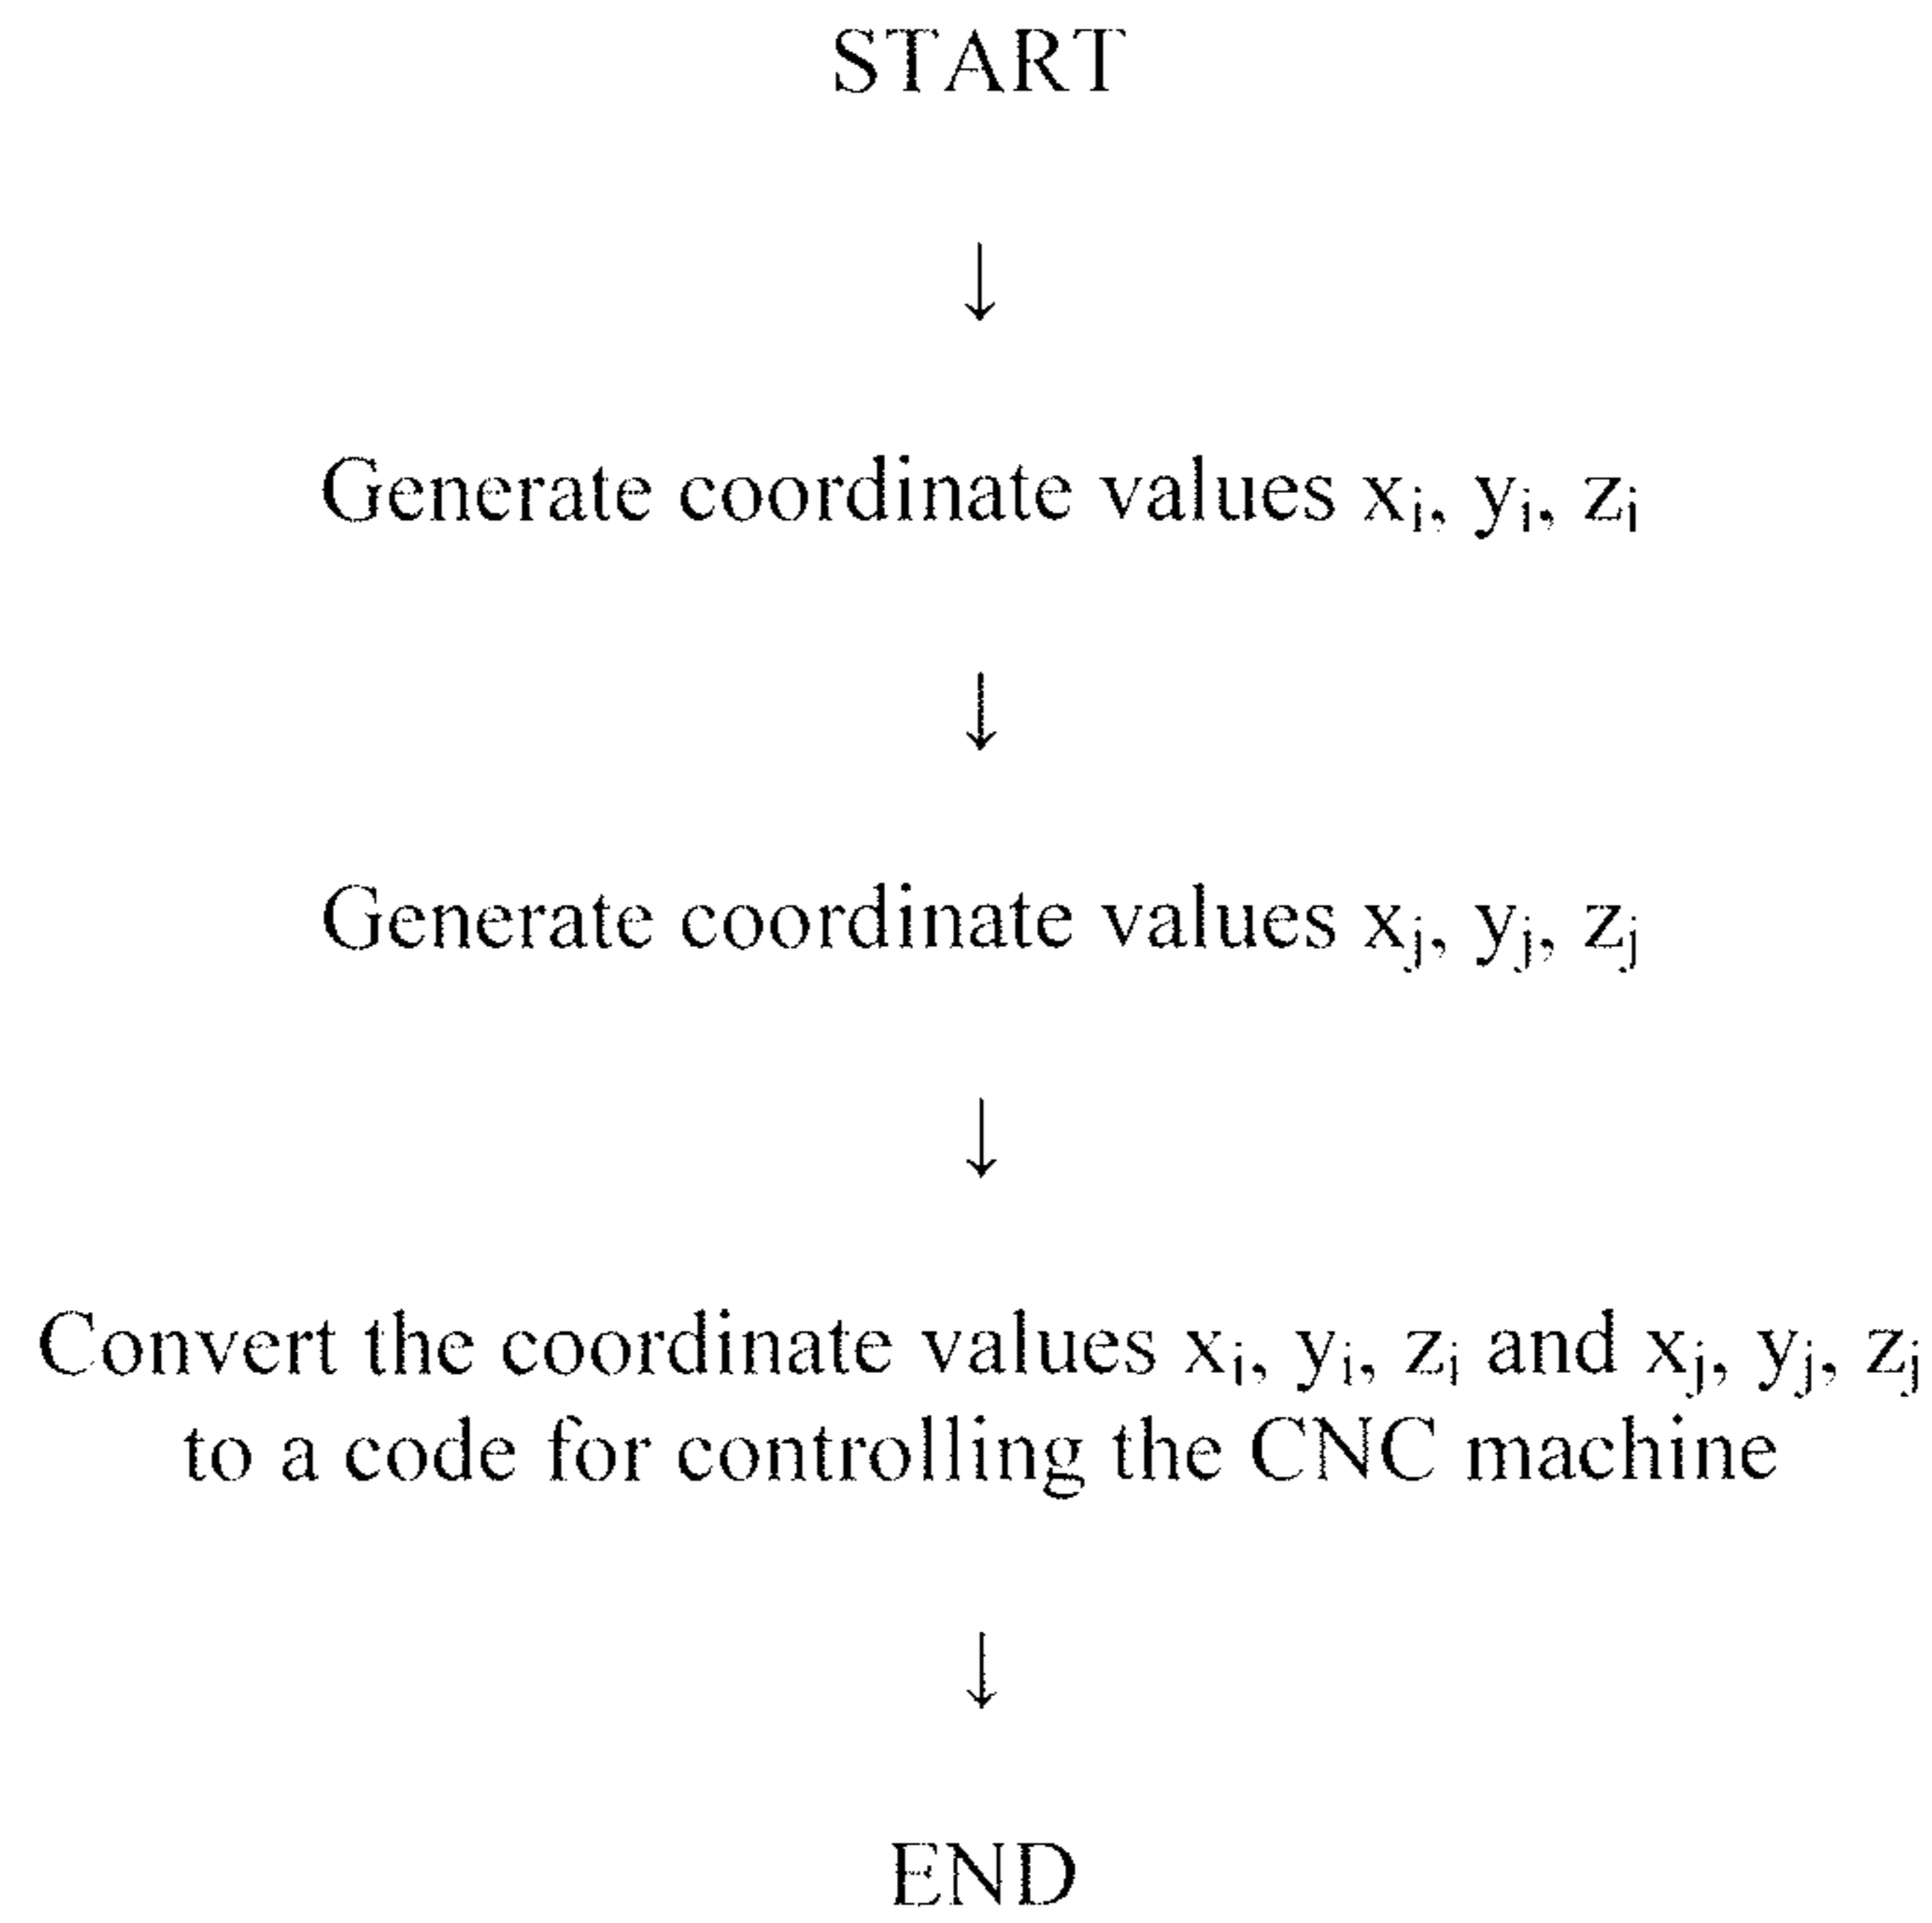 START
↓
Generate coordinate values xᵢ, yᵢ, zᵢ
↓
Generate coordinate values xⱼ, yⱼ, zⱼ
↓
Convert the coordinate values xᵢ, yᵢ, zᵢ and xⱼ, yⱼ, zⱼ
to a code for controlling the CNC machine
↓
END